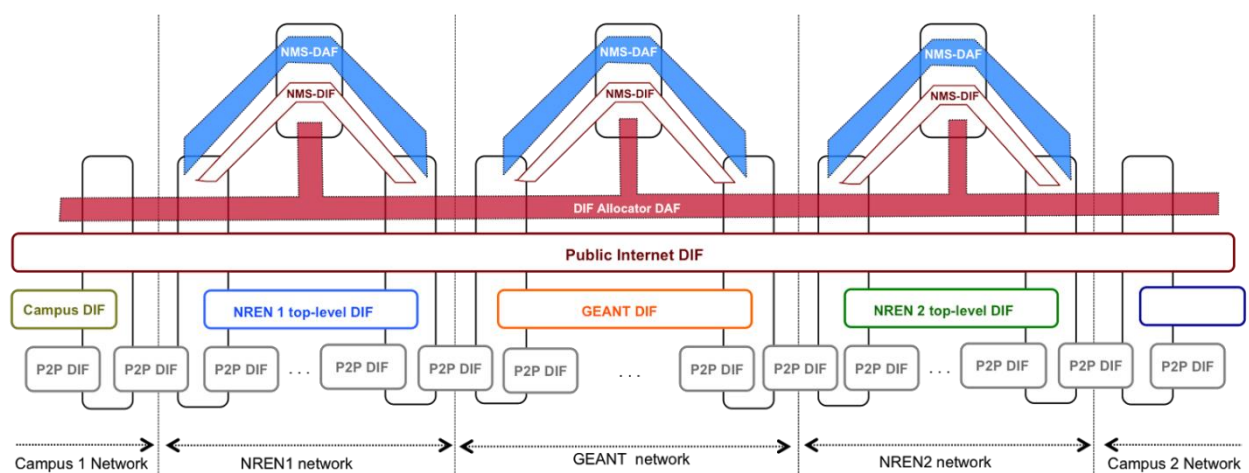 NMS-DAF
NMS-DAF
NMS-DAF
NMS-DIF
NMS-DIF
NMS-DIF
DIF Allocator DAF
Public Internet DIF
Campus DIF
NREN 1 top-level DIF
GEANT DIF
NREN 2 top-level DIF
P2P DIF
P2P DIF
P2P DIF
. . .
P2P DIF
P2P DIF
P2P DIF
...
P2P DIF
P2P DIF
P2P DIF
...
P2P DIF
P2P DIF
P2P DIF
Campus 1 Network
NREN1 network
GEANT network
NREN2 network
Campus 2 Network